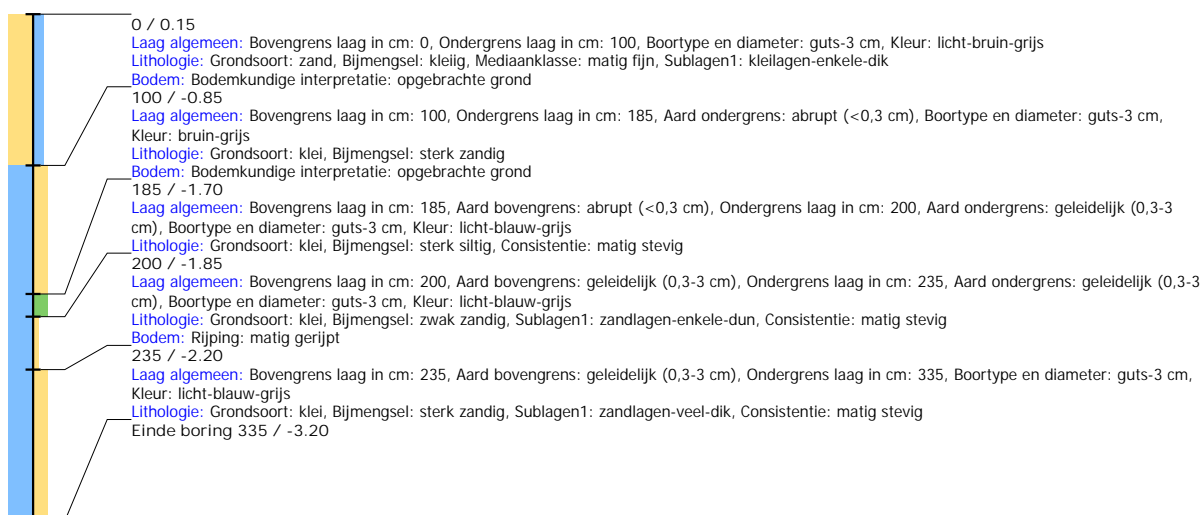 0 / 0.15
Laag algemeen: Bovengrens laag in cm: 0, Ondergrens laag in cm: 100, Boortype en diameter: guts-3 cm, Kleur: licht-bruin-grijs
Lithologie: Grondsoort: zand, Bijmengsel: kleiig, Mediaanklasse: matig fijn, Sublagen1: kleilagen-enkele-dik
Bodem: Bodemkundige interpretatie: opgebrachte grond
100 / -0.85
Laag algemeen: Bovengrens laag in cm: 100, Ondergrens laag in cm: 185, Aard ondergrens: abrupt (<0,3 cm), Boortype en diameter: guts-3 cm,
Kleur: bruin-grijs
Lithologie: Grondsoort: klei, Bijmengsel: sterk zandig
Bodem: Bodemkundige interpretatie: opgebrachte grond
185 / -1.70
Laag algemeen: Bovengrens laag in cm: 185, Aard bovengrens: abrupt (<0,3 cm), Ondergrens laag in cm: 200, Aard ondergrens: geleidelijk (0,3-3
cm), Boortype en diameter: guts-3 cm, Kleur: licht-blauw-grijs
Lithologie: Grondsoort: klei, Bijmengsel: sterk siltig, Consistentie: matig stevig
200 / -1.85
Laag algemeen: Bovengrens laag in cm: 200, Aard bovengrens: geleidelijk (0,3-3 cm), Ondergrens laag in cm: 235, Aard ondergrens: geleidelijk (0,3-3
cm), Boortype en diameter: guts-3 cm, Kleur: licht-blauw-grijs
Lithologie: Grondsoort: klei, Bijmengsel: zwak zandig, Sublagen1: zandlagen-enkele-dun, Consistentie: matig stevig
Bodem: Rijping: matig gerijpt
235 / -2.20
Laag algemeen: Bovengrens laag in cm: 235, Aard bovengrens: geleidelijk (0,3-3 cm), Ondergrens laag in cm: 335, Boortype en diameter: guts-3 cm,
Kleur: licht-blauw-grijs
Lithologie: Grondsoort: klei, Bijmengsel: sterk zandig, Sublagen1: zandlagen-veel-dik, Consistentie: matig stevig
Einde boring 335 / -3.20